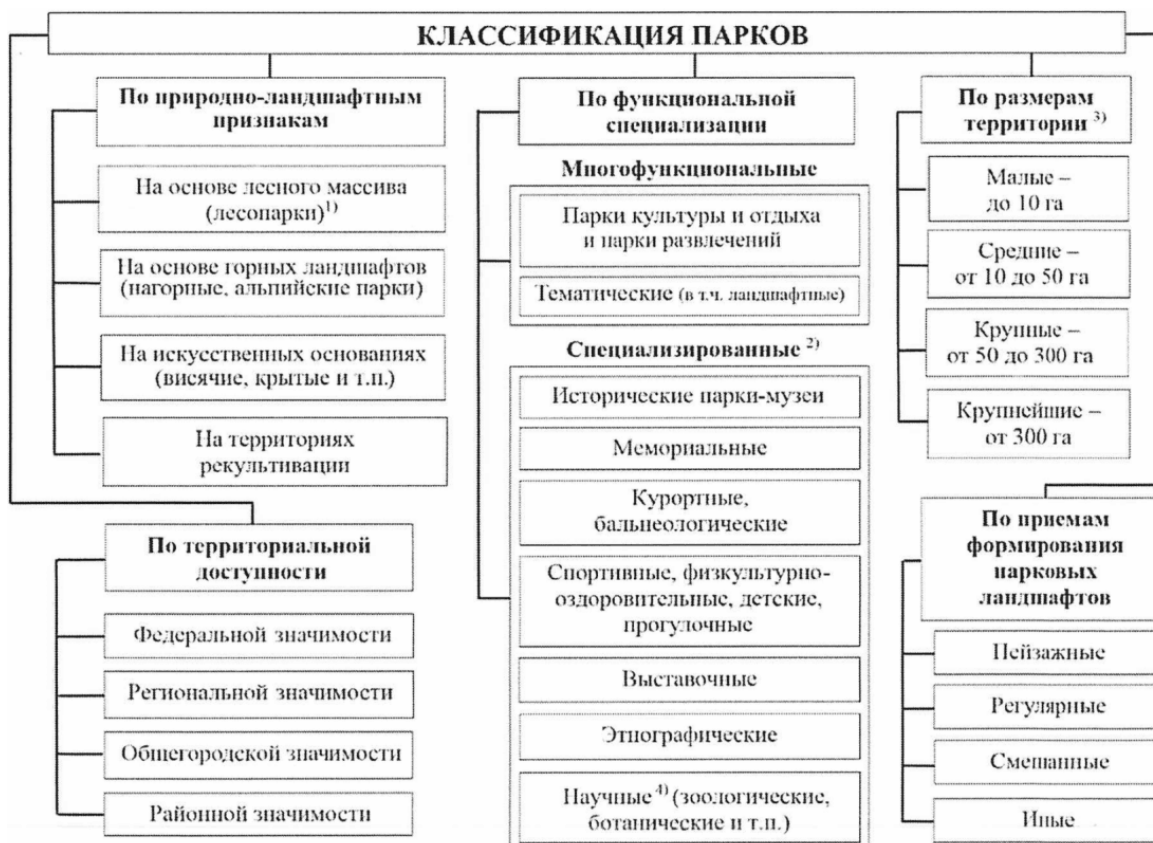 КЛАССИФИКАЦИЯ ПАРКОВ
По природно-ландшафтным
признакам
На основе лесного массива
(лесопарки)1)
На основе горных ландшафтов
(нагорные, альпийские парки)
На искусственных основаниях
(висячие, крытые и т.п.)
На территориях
рекультивации
По территориальной
доступности
Федеральной значимости
Региональной значимости
Общегородской значимости
Районной значимости
По функциональной
специализации
Многофункциональные
Парки культуры и отдыха
и парки развлечений
Тематические (в т.ч. ландшафтные)
Специализированные 2)
Исторические парки-музеи
Мемориальные
Курортные,
бальнеологические
Спортивные, физкультурно-
оздоровительные, детские,
прогулочные
Выставочные
Этнографические
Научные 4) (зоологические,
ботанические и т.п.)
По размерам
территории 3)
Малые –
до 10 га
Средние –
от 10 до 50 га
Крупные –
от 50 до 300 га
Крупнейшие –
от 300 га
По приемам
формирования
парковых
ландшафтов
Пейзажные
Регулярные
Смешанные
Иные